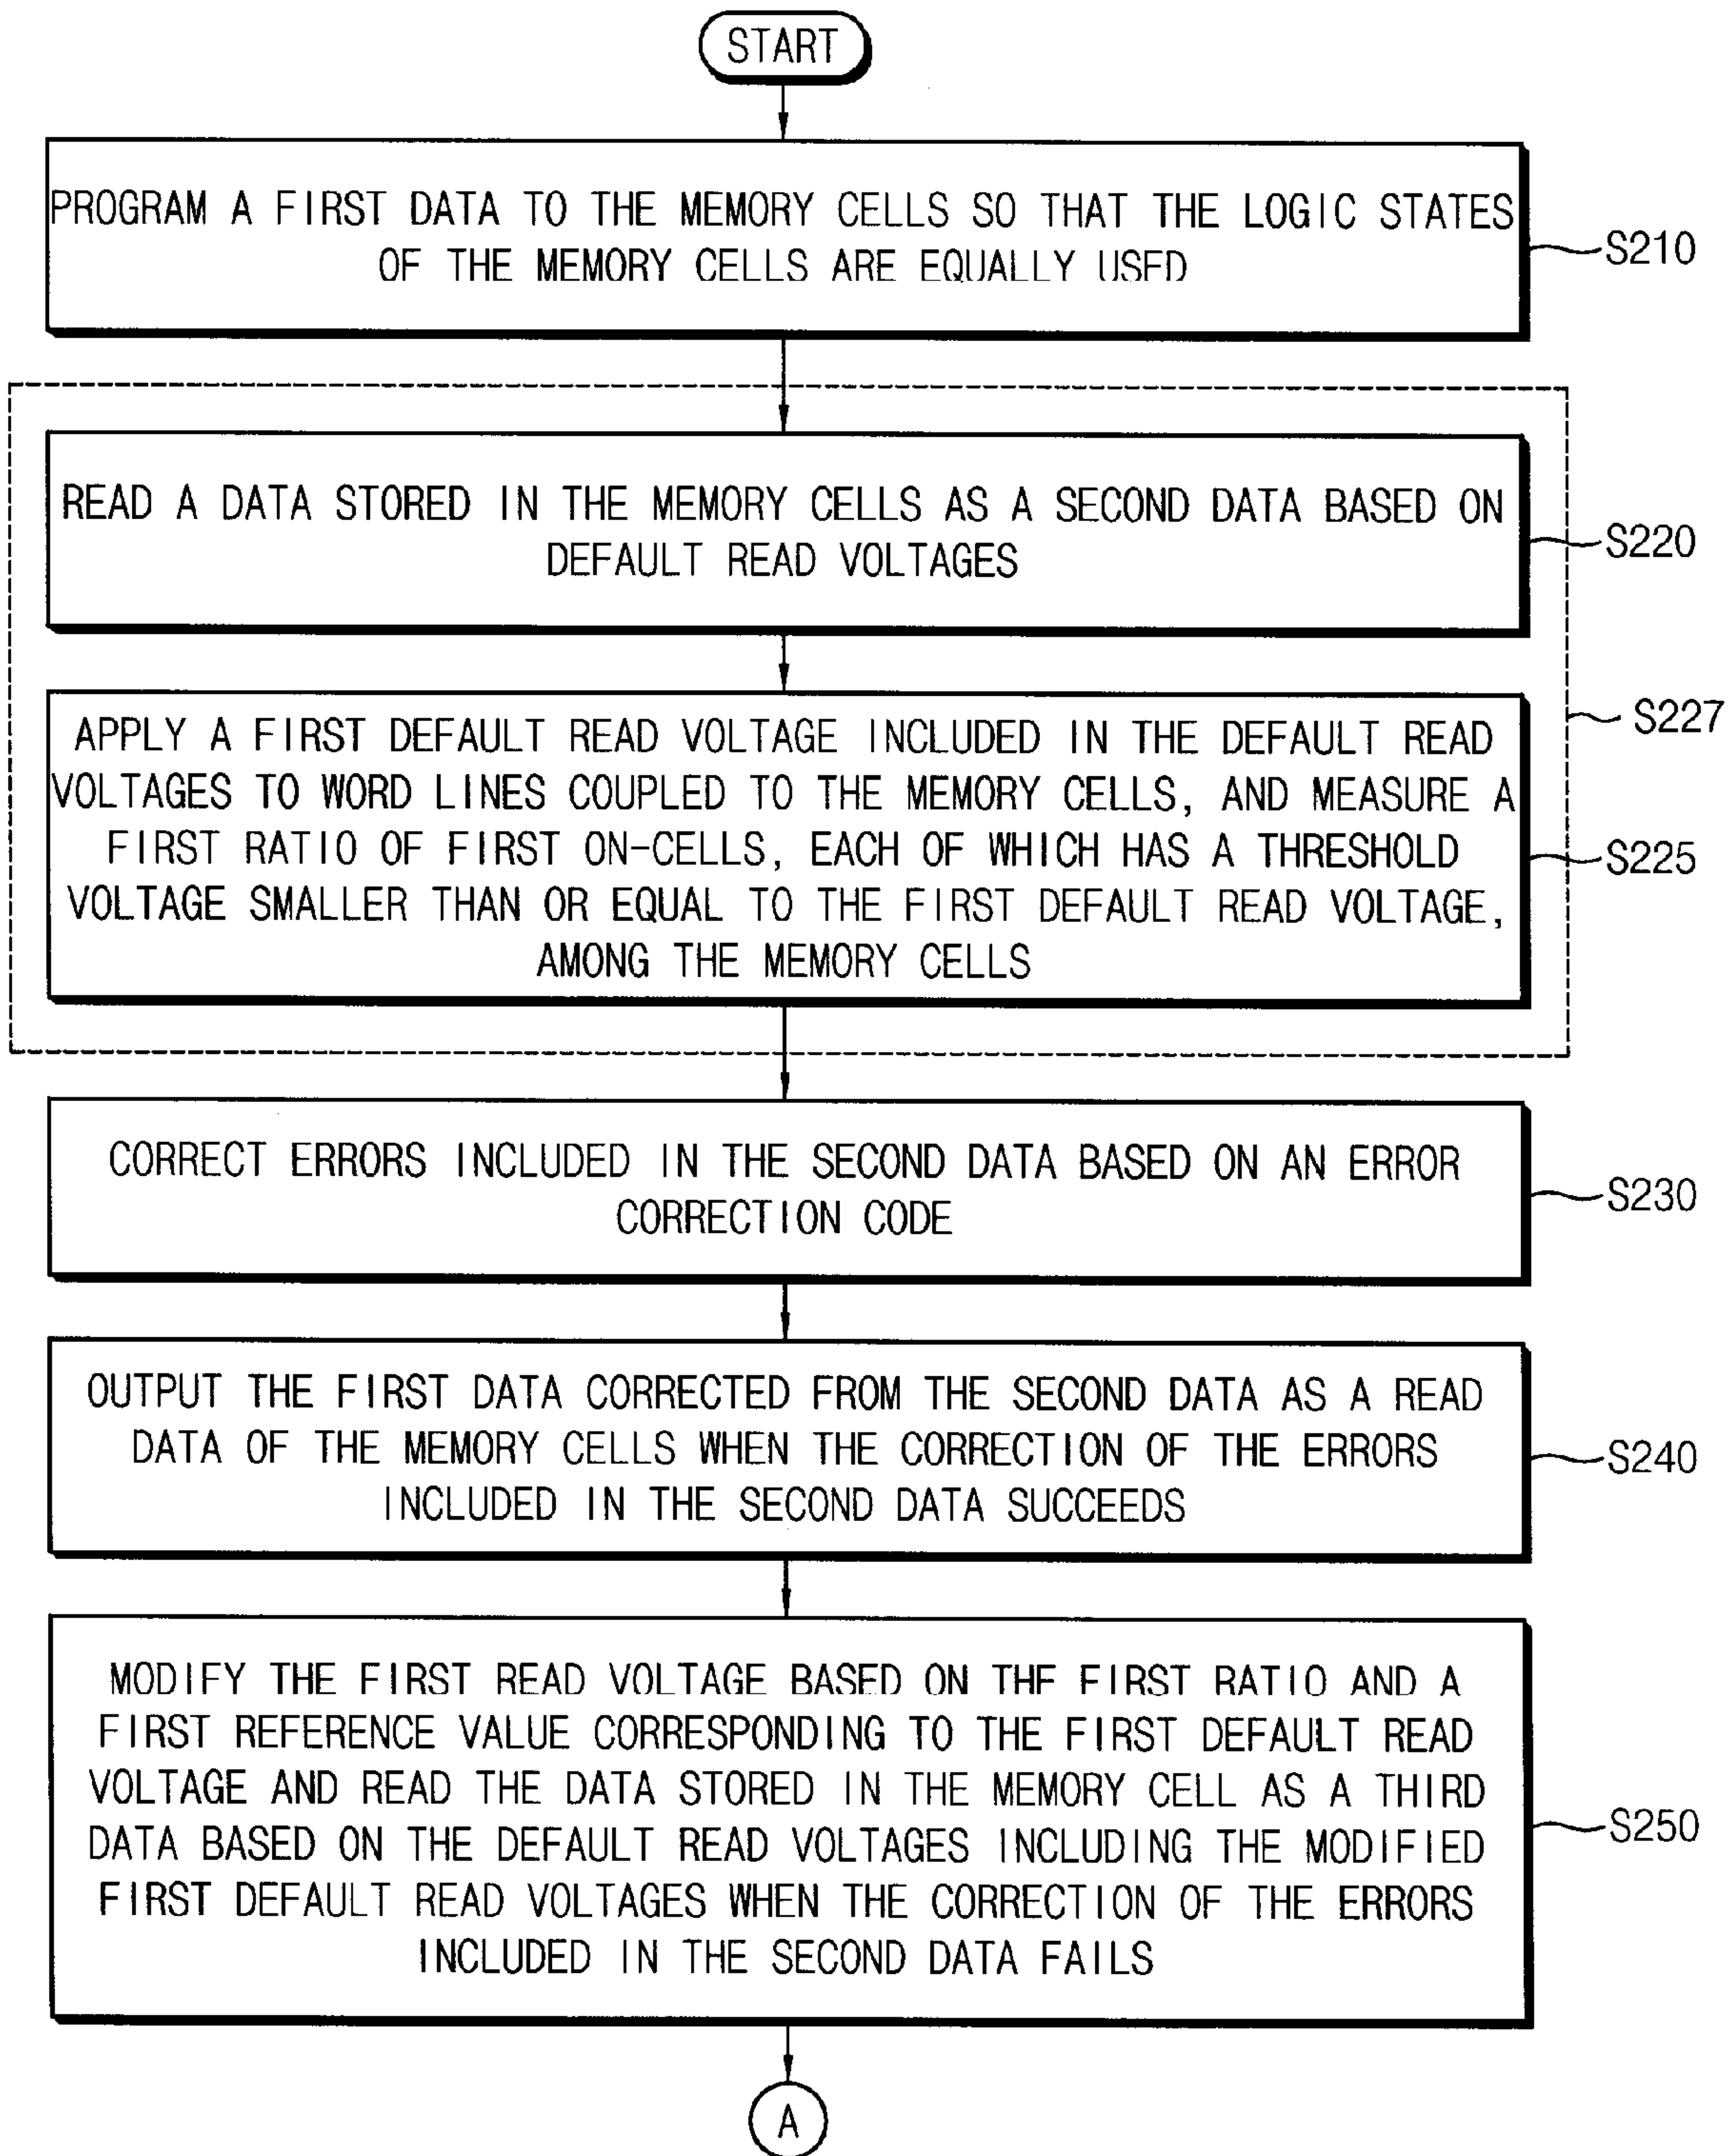 START
PROGRAM A FIRST DATA TO THE MEMORY CELLS SO THAT THE LOGIC STATES
OF THE MEMORY CELLS ARE EQUALLY USED
S210
READ A DATA STORED IN THE MEMORY CELLS AS A SECOND DATA BASED ON
DEFAULT READ VOLTAGES
S220
S227
APPLY A FIRST DEFAULT READ VOLTAGE INCLUDED IN THE DEFAULT READ
VOLTAGES TO WORD LINES COUPLED TO THE MEMORY CELLS, AND MEASURE A
FIRST RATIO OF FIRST ON-CELLS, EACH OF WHICH HAS A THRESHOLD
VOLTAGE SMALLER THAN OR EQUAL TO THE FIRST DEFAULT READ VOLTAGE,
AMONG THE MEMORY CELLS
S225
CORRECT ERRORS INCLUDED IN THE SECOND DATA BASED ON AN ERROR
CORRECTION CODE
S230
OUTPUT THE FIRST DATA CORRECTED FROM THE SECOND DATA AS A READ
DATA OF THE MEMORY CELLS WHEN THE CORRECTION OF THE ERRORS
INCLUDED IN THE SECOND DATA SUCCEEDS
S240
MODIFY THE FIRST READ VOLTAGE BASED ON THE FIRST RATIO AND A
FIRST REFERENCE VALUE CORRESPONDING TO THE FIRST DEFAULT READ
VOLTAGE AND READ THE DATA STORED IN THE MEMORY CELL AS A THIRD
DATA BASED ON THE DEFAULT READ VOLTAGES INCLUDING THE MODIFIED
FIRST DEFAULT READ VOLTAGES WHEN THE CORRECTION OF THE ERRORS
INCLUDED IN THE SECOND DATA FAILS
S250
A